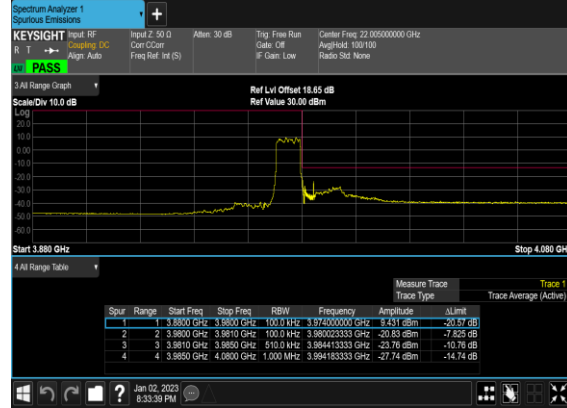 Spectrum Analyzer 1
Spurious Emissions
+
KEYSIGHT Input: RF Input Z: 50 Ω Atten: 30 dB Trig: Free Run Center Freq: 22.005000000 GHz
R T Coupling: DC Corr CCorr Gate: Off Avg|Hold: 100/100
Align: Auto Freq Ref: Int (S) IF Gain: Low Radio Std: None
PASS
3 All Range Graph Ref Lvl Offset 18.65 dB
Scale/Div 10.0 dB Ref Value 30.00 dBm
Log
20.0
10.0
0.00
-10.0
-20.0
-30.0
-40.0
-50.0
-60.0
Start 3.880 GHz Stop 4.080 GH
4 All Range Table
Measure Trace Trace 1
Trace Type Trace Average (Active)
Spur Range Start Freq Stop Freq RBW Frequency Amplitude ΔLimit
1 1 3.8800 GHz 3.9800 GHz 100.0 kHz 3.974000000 GHz 9.431 dBm -20.57 dB
2 2 3.9800 GHz 3.9810 GHz 100.0 kHz 3.980023333 GHz -20.83 dBm -7.825 dB
3 3 3.9810 GHz 3.9850 GHz 510.0 kHz 3.984413333 GHz -23.76 dBm -10.76 dB
4 4 3.9850 GHz 4.0800 GHz 1.000 MHz 3.994183333 GHz -27.74 dBm -14.74 dB
? Jan 02, 2023
8:33:39 PM